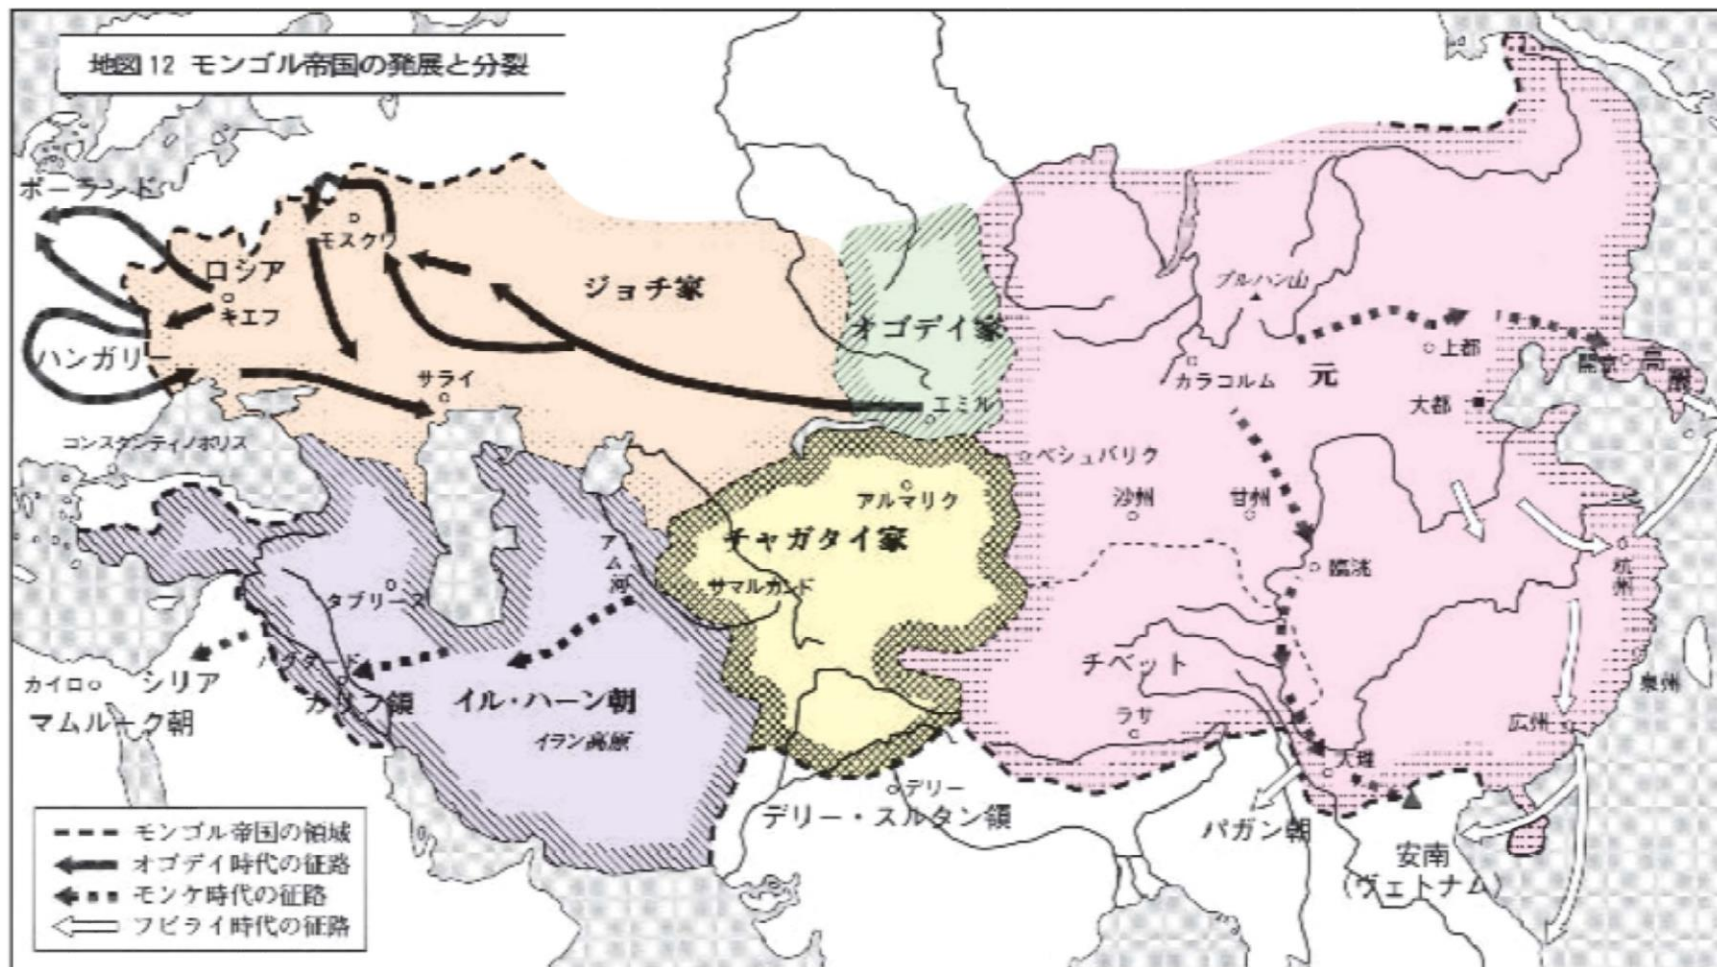 地図12 モンゴル帝国の発展と分裂
ポーランド
モスクワ
ロシア
キエフ
ハンガリー
ジョチ家
サライ
コンスタンティノポリス
オゴデイ家
エミル
ブルハン山
上都
カラコルム
元
開京
高麗
大都
ベシュバリク
アルマリク
沙州
甘州
チャガタイ家
アム河
サマルカンド
臨洮
杭州
タブリーズ
バグダード
カリフ領
カイロ
シリア
マムルーク朝
イル・ハーン朝
イラン高原
チベット
ラサ
泉州
広州
大理
デリー
デリー・スルタン領
パガン朝
安南
(ヴェトナム)
モンゴル帝国の領域
オゴデイ時代の征路
モンケ時代の征路
フビライ時代の征路